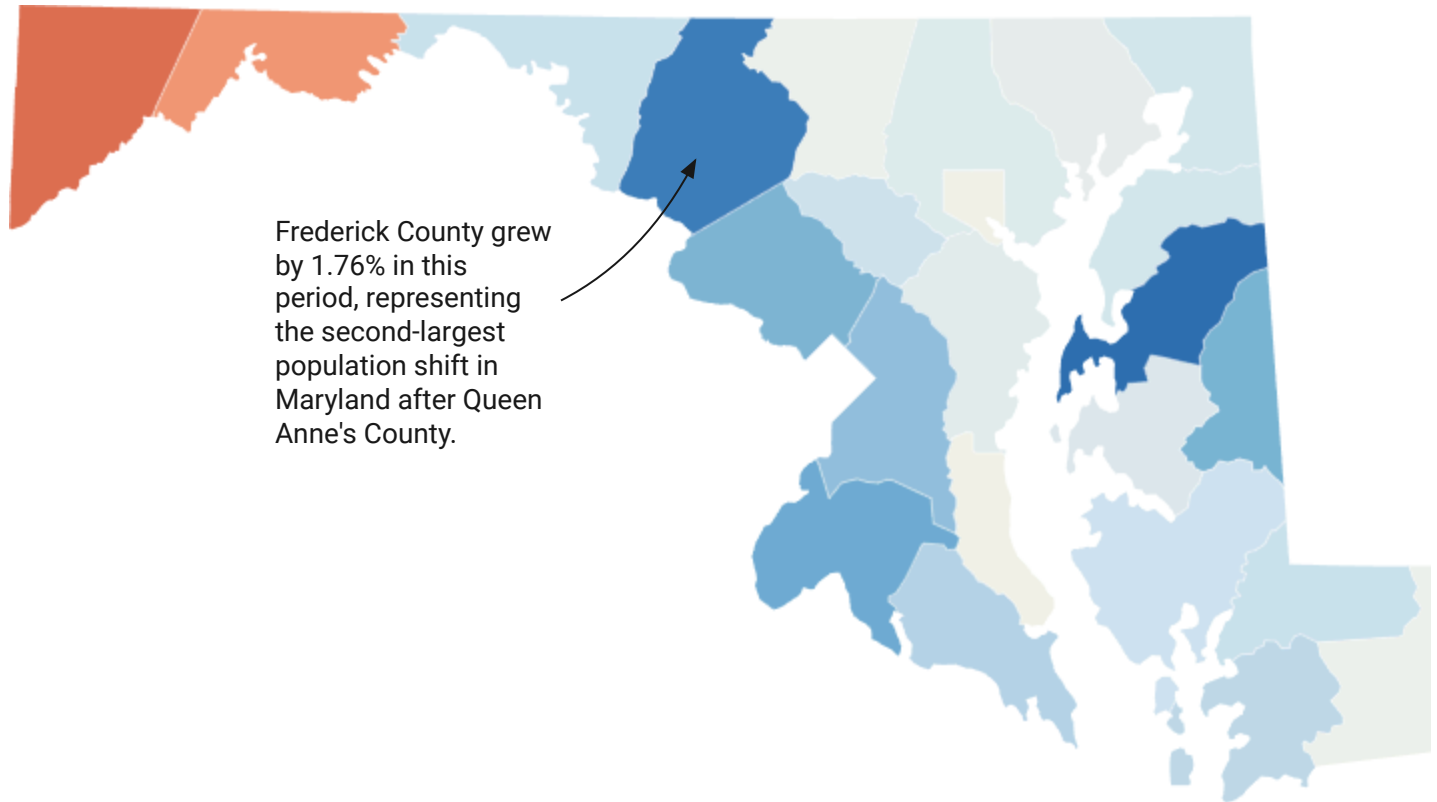 Frederick County grew
by 1.76% in this
period, representing
the second-largest
population shift in
Maryland after Queen
Anne's County.